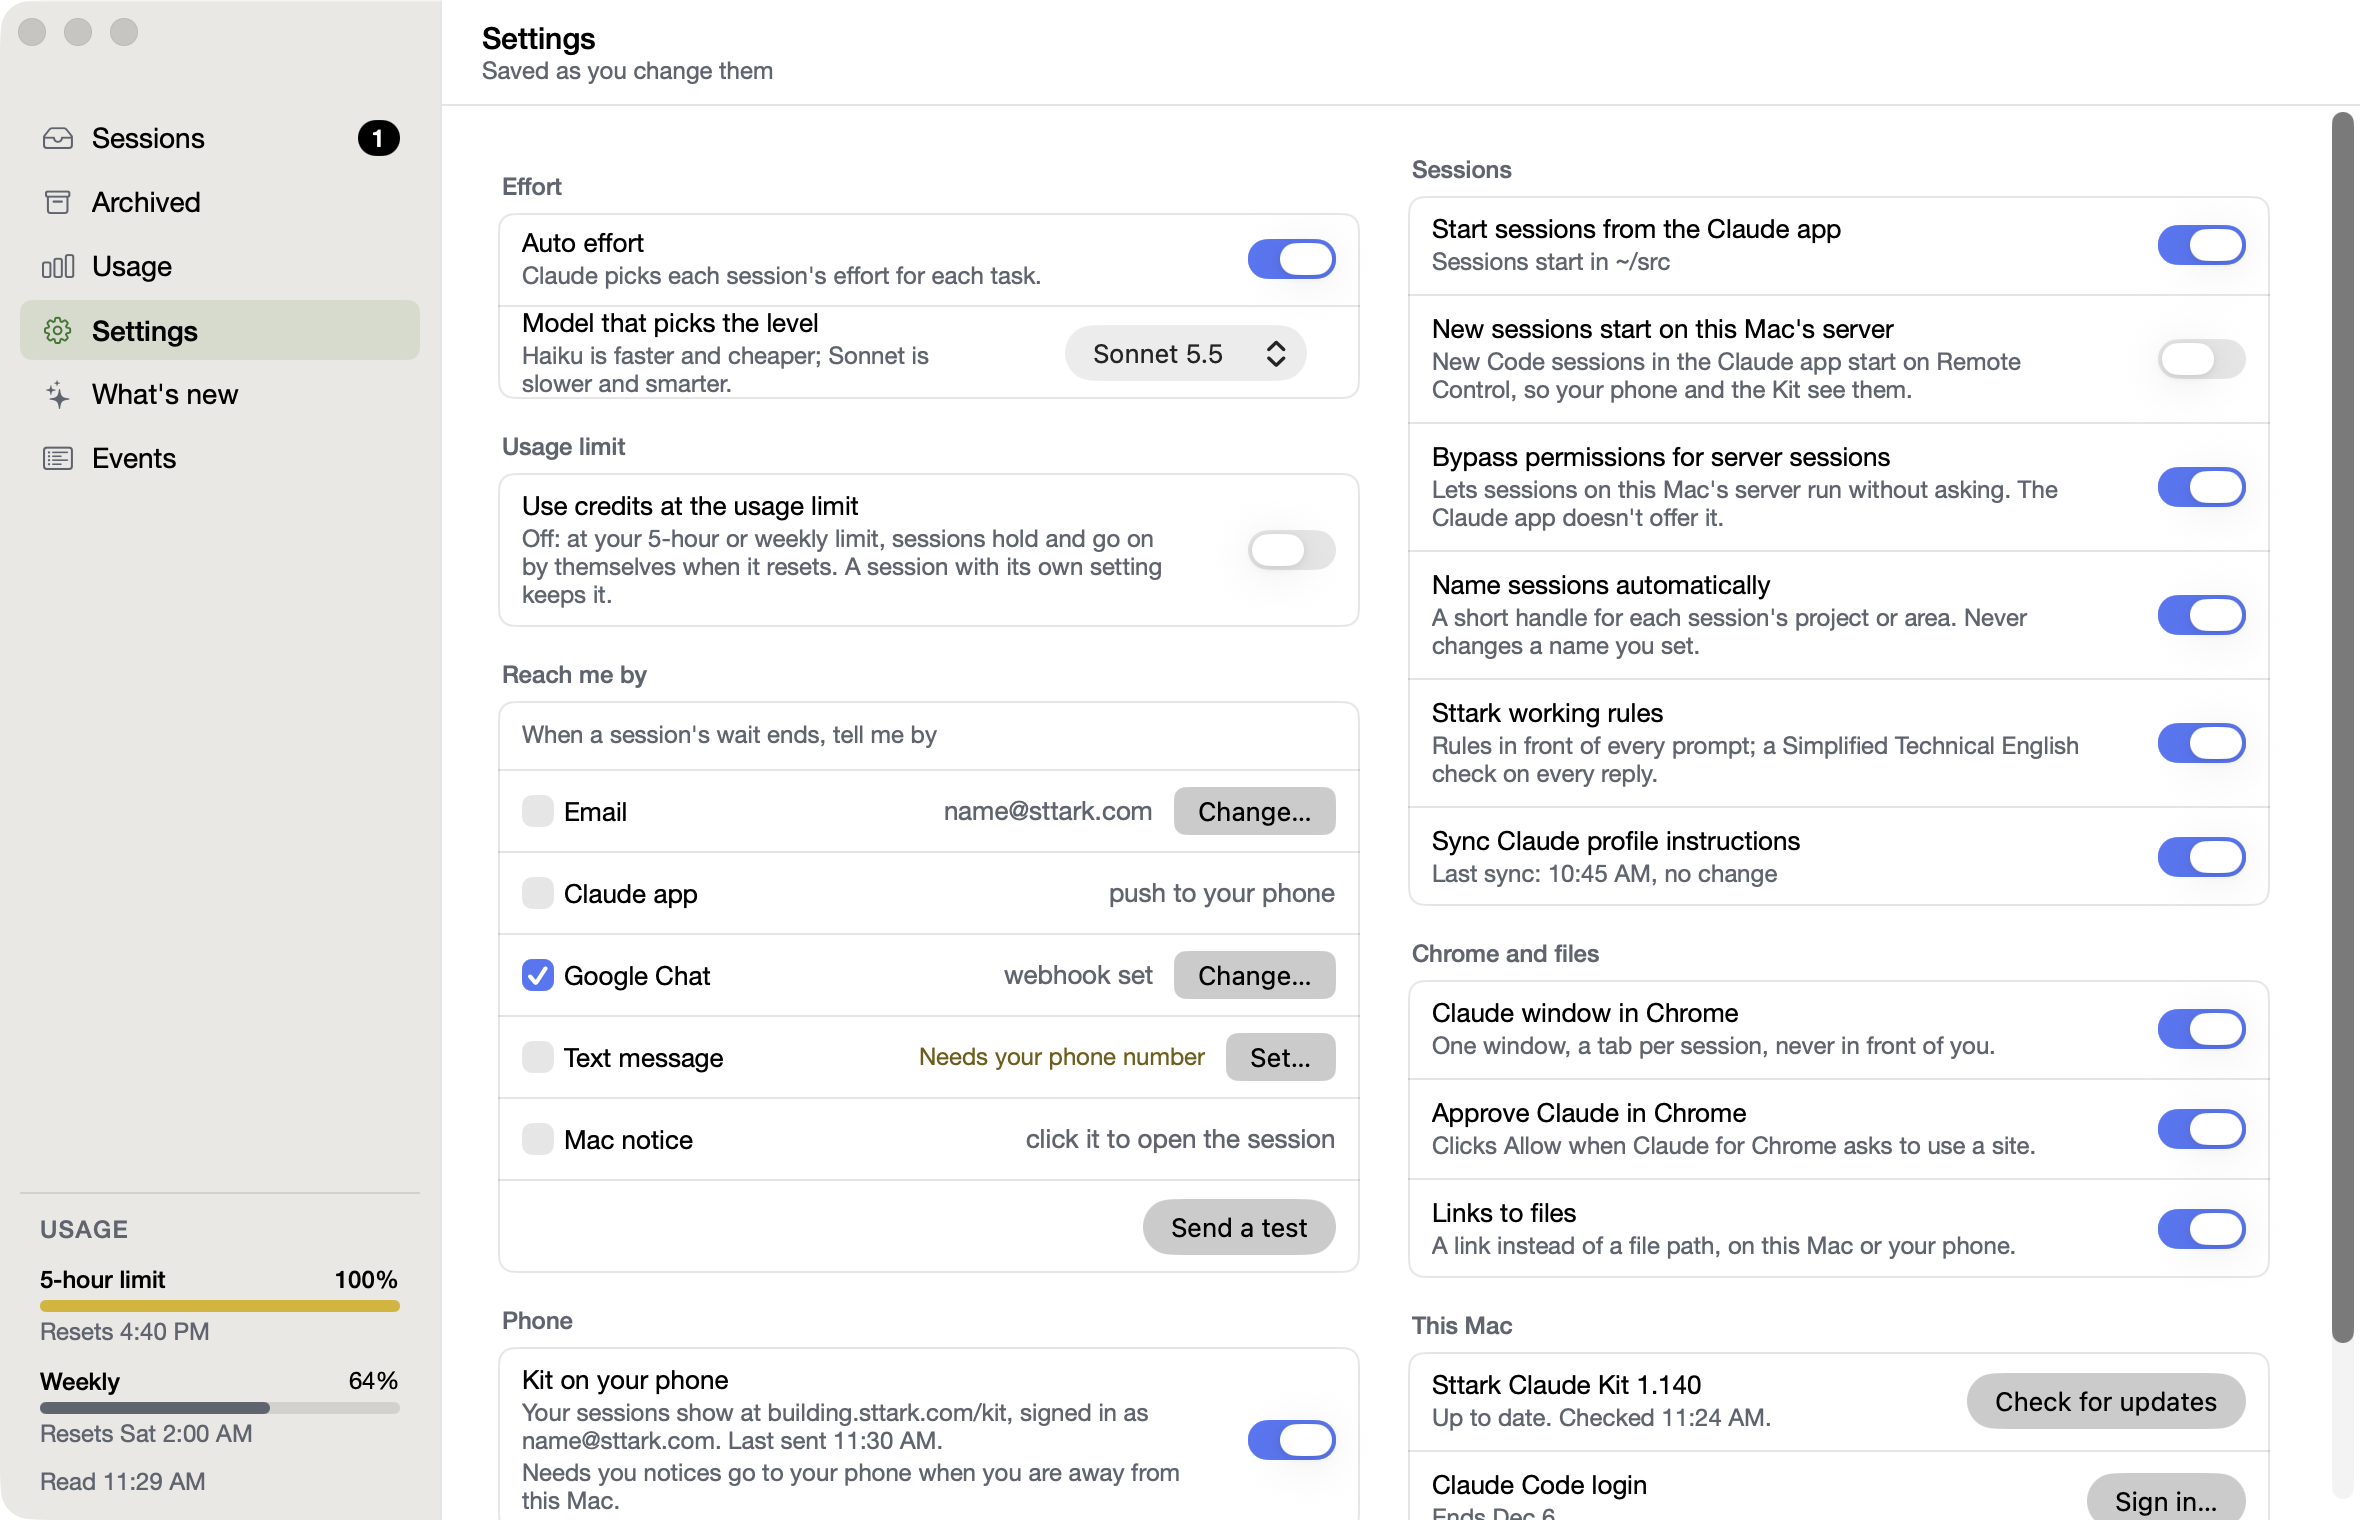 Settings
Saved as you change them
Sessions
1
Archived
Usage
Settings
What's new
Events
USAGE
5-hour limit 100%
Resets 4:40 PM
Weekly 64%
Resets Sat 2:00 AM
Read 11:29 AM
Effort
Auto effort
Claude picks each session's effort for each task.
Model that picks the level
Haiku is faster and cheaper; Sonnet is
slower and smarter.
Sonnet 5.5
Usage limit
Use credits at the usage limit
Off: at your 5-hour or weekly limit, sessions hold and go on
by themselves when it resets. A session with its own setting
keeps it.
Reach me by
When a session's wait ends, tell me by
Email name@sttark.com Change...
Claude app push to your phone
Google Chat webhook set Change...
Text message Needs your phone number Set...
Mac notice click it to open the session
Send a test
Phone
Kit on your phone
Your sessions show at building.sttark.com/kit, signed in as
name@sttark.com. Last sent 11:30 AM.
Needs you notices go to your phone when you are away from
this Mac.
Sessions
Start sessions from the Claude app
Sessions start in ~/src
New sessions start on this Mac's server
New Code sessions in the Claude app start on Remote
Control, so your phone and the Kit see them.
Bypass permissions for server sessions
Lets sessions on this Mac's server run without asking. The
Claude app doesn't offer it.
Name sessions automatically
A short handle for each session's project or area. Never
changes a name you set.
Sttark working rules
Rules in front of every prompt; a Simplified Technical English
check on every reply.
Sync Claude profile instructions
Last sync: 10:45 AM, no change
Chrome and files
Claude window in Chrome
One window, a tab per session, never in front of you.
Approve Claude in Chrome
Clicks Allow when Claude for Chrome asks to use a site.
Links to files
A link instead of a file path, on this Mac or your phone.
This Mac
Sttark Claude Kit 1.140
Up to date. Checked 11:24 AM.
Check for updates
Claude Code login
Ends Dec 6
Sign in...